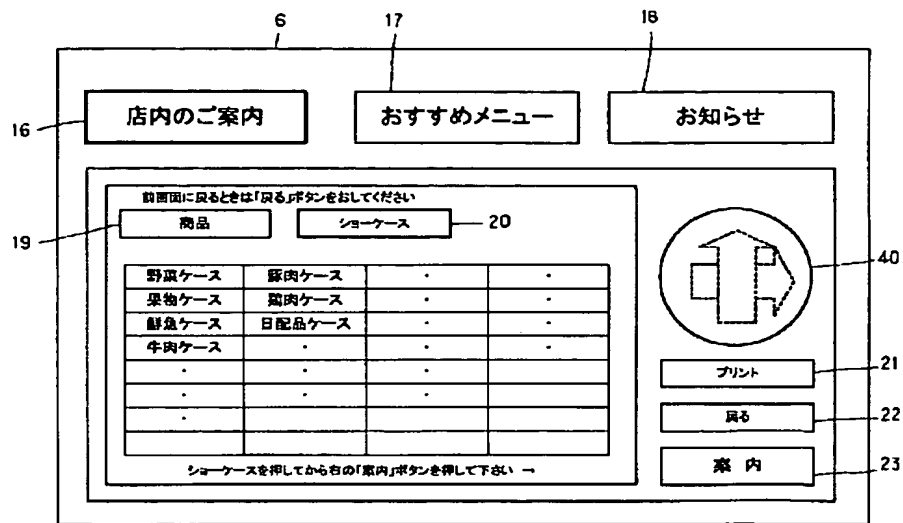 6 17 18
16 店内のご案内 おすすめメニュー お知らせ
前画面に戻るときは「戻る」ボタンをおしてください
19 商品 ショーケース 20
野菜ケース 豚肉ケース ・ ・
果物ケース 鶏肉ケース ・ ・
鮮魚ケース 日配品ケース ・ ・
牛肉ケース ・ ・ ・
・ ・ ・
・ ・ ・
・
40
プリント 21
戻る 22
案内 23
ショーケースを押してから右の「案内」ボタンを押して下さい →